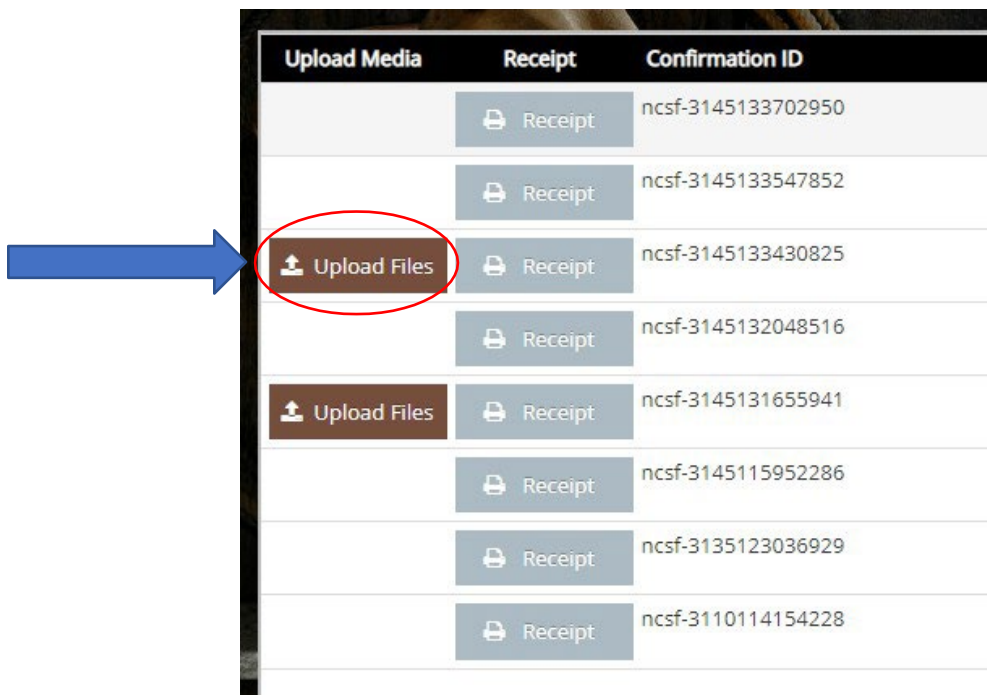 Upload Media Receipt Confirmation ID
Receipt ncsf-3145133702950
Receipt ncsf-3145133547852
Upload Files Receipt ncsf-3145133430825
Receipt ncsf-3145132048516
Upload Files Receipt ncsf-3145131655941
Receipt ncsf-3145115952286
Receipt ncsf-3135123036929
Receipt ncsf-3110114154228